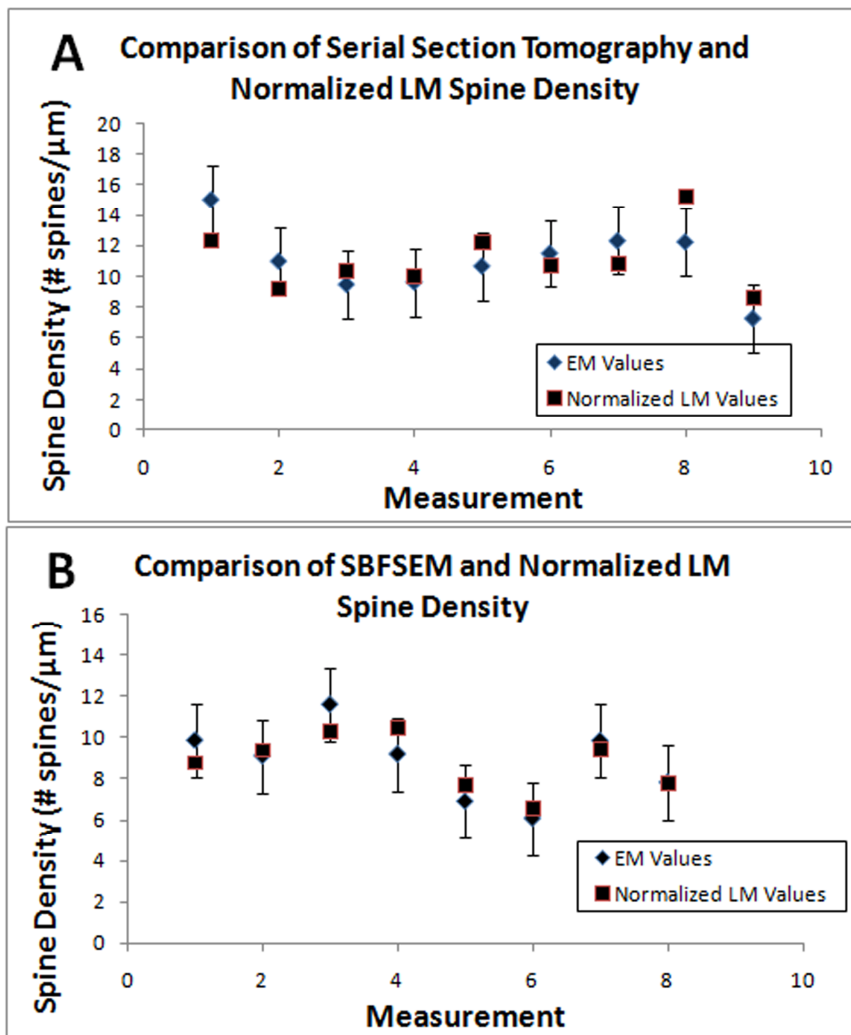 A
Comparison of Serial Section Tomography and
Normalized LM Spine Density
Spine Density (# spines/µm)
20
18
16
14
12
10
8
6
4
2
0
EM Values
Normalized LM Values
0 2 4 6 8 10
Measurement
B
Comparison of SBFSEM and Normalized LM
Spine Density
Spine Density (# spines/µm)
16
14
12
10
8
6
4
2
0
EM Values
Normalized LM Values
0 2 4 6 8 10
Measurement